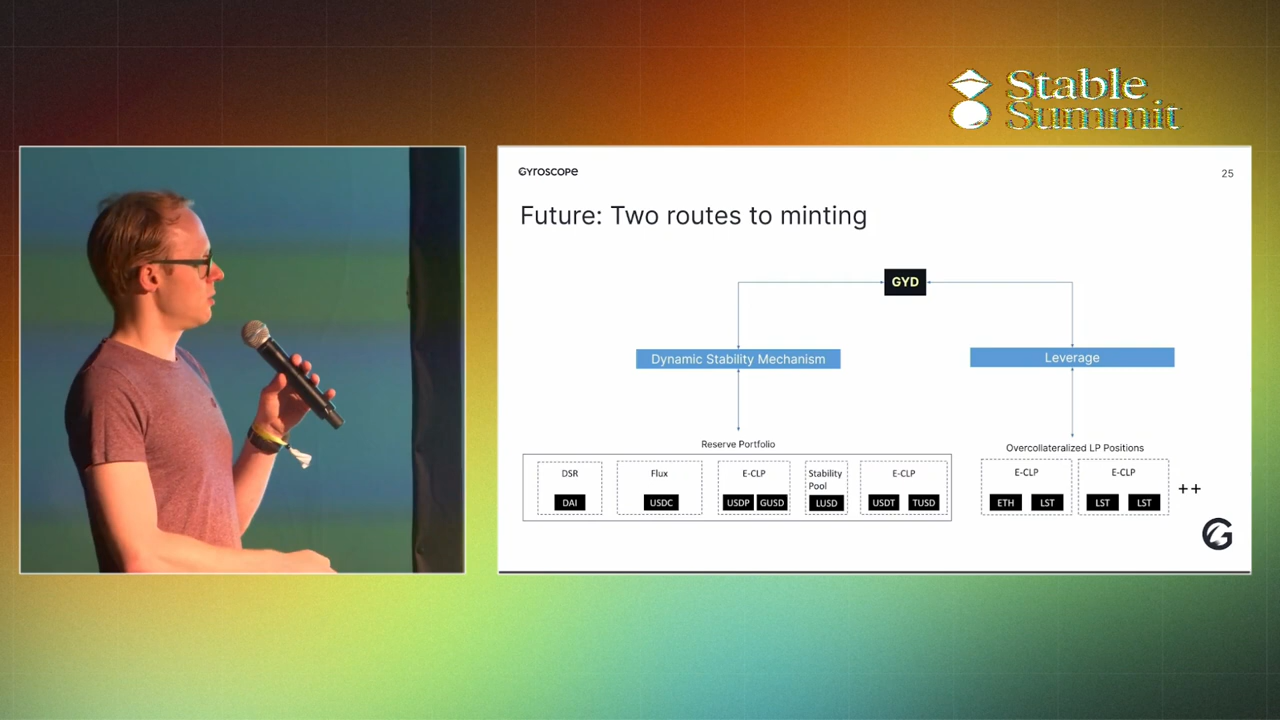 Stable
Summit
GYROSCOPE
25
Future: Two routes to minting
GYD
Dynamic Stability Mechanism
Leverage
Reserve Portfolio
Overcollateralized LP Positions
DSR
Flux
E-CLP
Stability
Pool
E-CLP
E-CLP
E-CLP
DAI
USDC
USDP
GUSD
LUSD
USDT
TUSD
ETH
LST
LST
LST
++